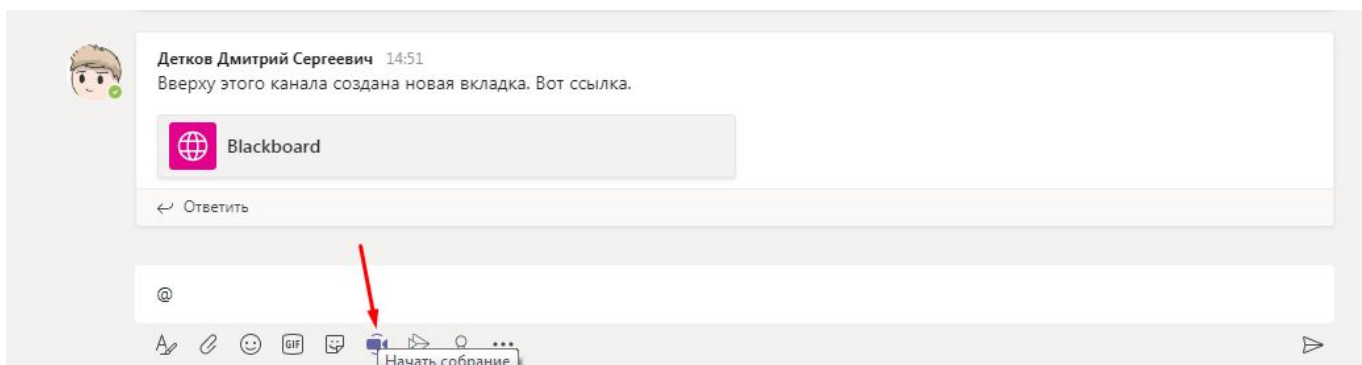 Детков Дмитрий Сергеевич 14:51
Вверху этого канала создана новая вкладка. Вот ссылка.
Blackboard
Ответить
@
GIF
Начать собрание